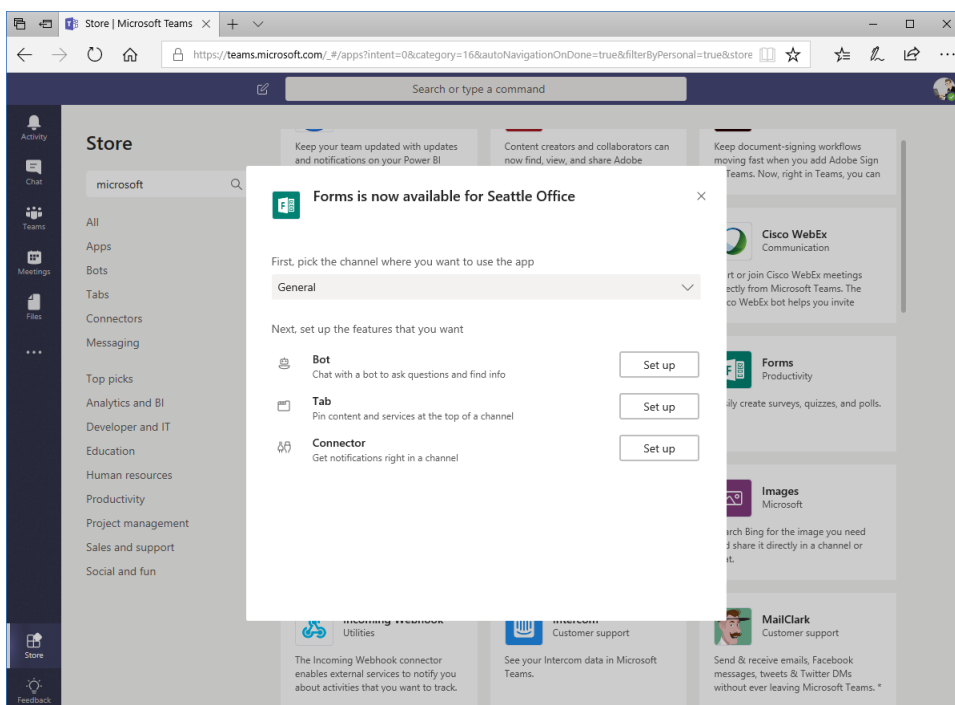 Store | Microsoft Teams
https://teams.microsoft.com/_#/apps?intent=0&category=16&autoNavigationOnDone=true&filterByPersonal=true&store
Search or type a command
Activity
Chat
Teams
Meetings
Files
Store
Feedback
Store
microsoft
All
Apps
Bots
Tabs
Connectors
Messaging
Top picks
Analytics and BI
Developer and IT
Education
Human resources
Productivity
Project management
Sales and support
Social and fun
Keep your team updated with updates
and notifications on your Power BI
Content creators and collaborators can
now find, view, and share Adobe
Keep document-signing workflows
moving fast when you add Adobe Sign
Teams. Now, right in Teams, you can
Forms is now available for Seattle Office
First, pick the channel where you want to use the app
General
Next, set up the features that you want
Bot
Chat with a bot to ask questions and find info
Set up
Tab
Pin content and services at the top of a channel
Set up
Connector
Get notifications right in a channel
Set up
Cisco WebEx
Communication
or join Cisco WebEx meetings
from Microsoft Teams. The
WebEx bot helps you invite
Forms
Productivity
create surveys, quizzes, and polls.
Images
Microsoft
Bing for the image you need
share it directly in a channel or
Incoming Webhook
Utilities
The Incoming Webhook connector
enables external services to notify you
about activities that you want to track.
Intercom
Customer support
See your Intercom data in Microsoft
Teams.
MailClark
Customer support
Send & receive emails, Facebook
messages, tweets & Twitter DMs
without ever leaving Microsoft Teams. *